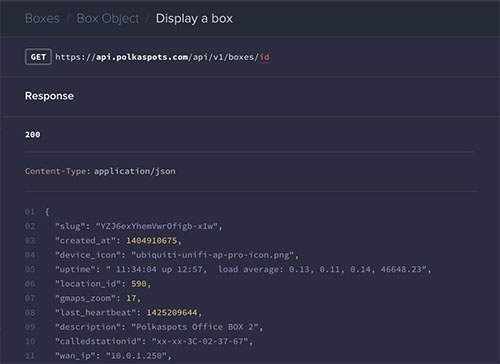 Boxes / Box Object / Display a box
GET https://api.polkaspots.com/api/v1/boxes/id
Response
200
Content-Type: application/json
01 {
02 "slug": "YZJ6exYhemVwrOfigb-x1w",
03 "created_at": 1404910675,
04 "device_icon": "ubiquiti-unifi-ap-pro-icon.png",
05 "uptime": " 11:34:04 up 12:57,  load average: 0.13, 0.11, 0.14, 46648.23",
06 "location_id": 590,
07 "gmaps_zoom": 17,
08 "last_heartbeat": 1425209644,
09 "description": "Polkaspots Office BOX 2",
10 "calledstationid": "xx-xx-3C-02-37-67",
11 "wan_ip": "10.0.1.250",